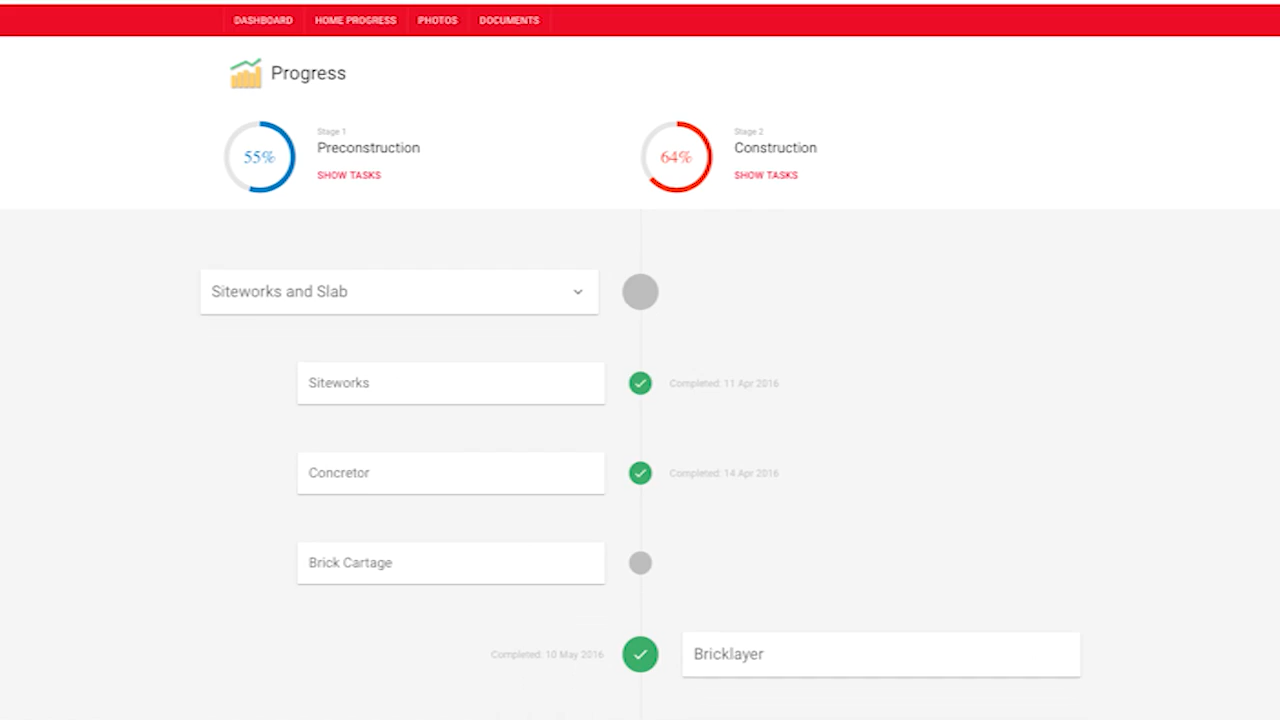 DASHBOARD HOME PROGRESS PHOTOS DOCUMENTS
Progress
55%
Stage 1
Preconstruction
SHOW TASKS
64%
Stage 2
Construction
SHOW TASKS
Siteworks and Slab
Siteworks
Completed: 11 Apr 2016
Concretor
Completed: 14 Apr 2016
Brick Cartage
Completed: 10 May 2016
Bricklayer